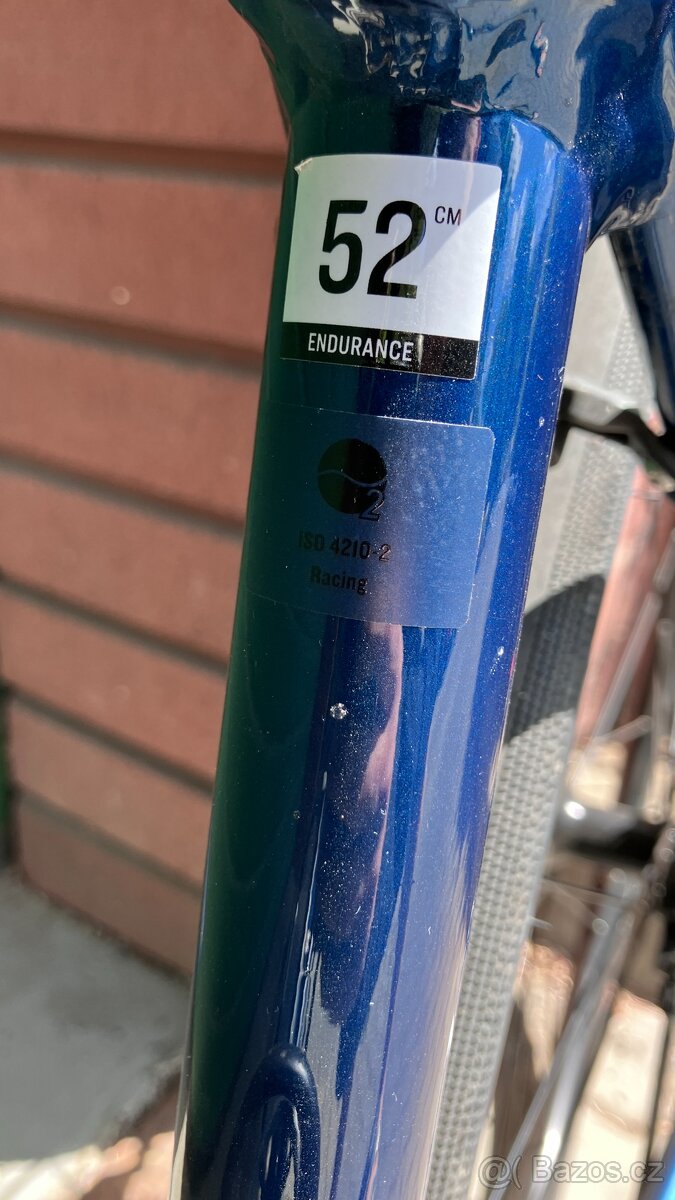 52 CM
ENDURANCE
2
ISO 4210-2
Racing
@ Bazos.cz